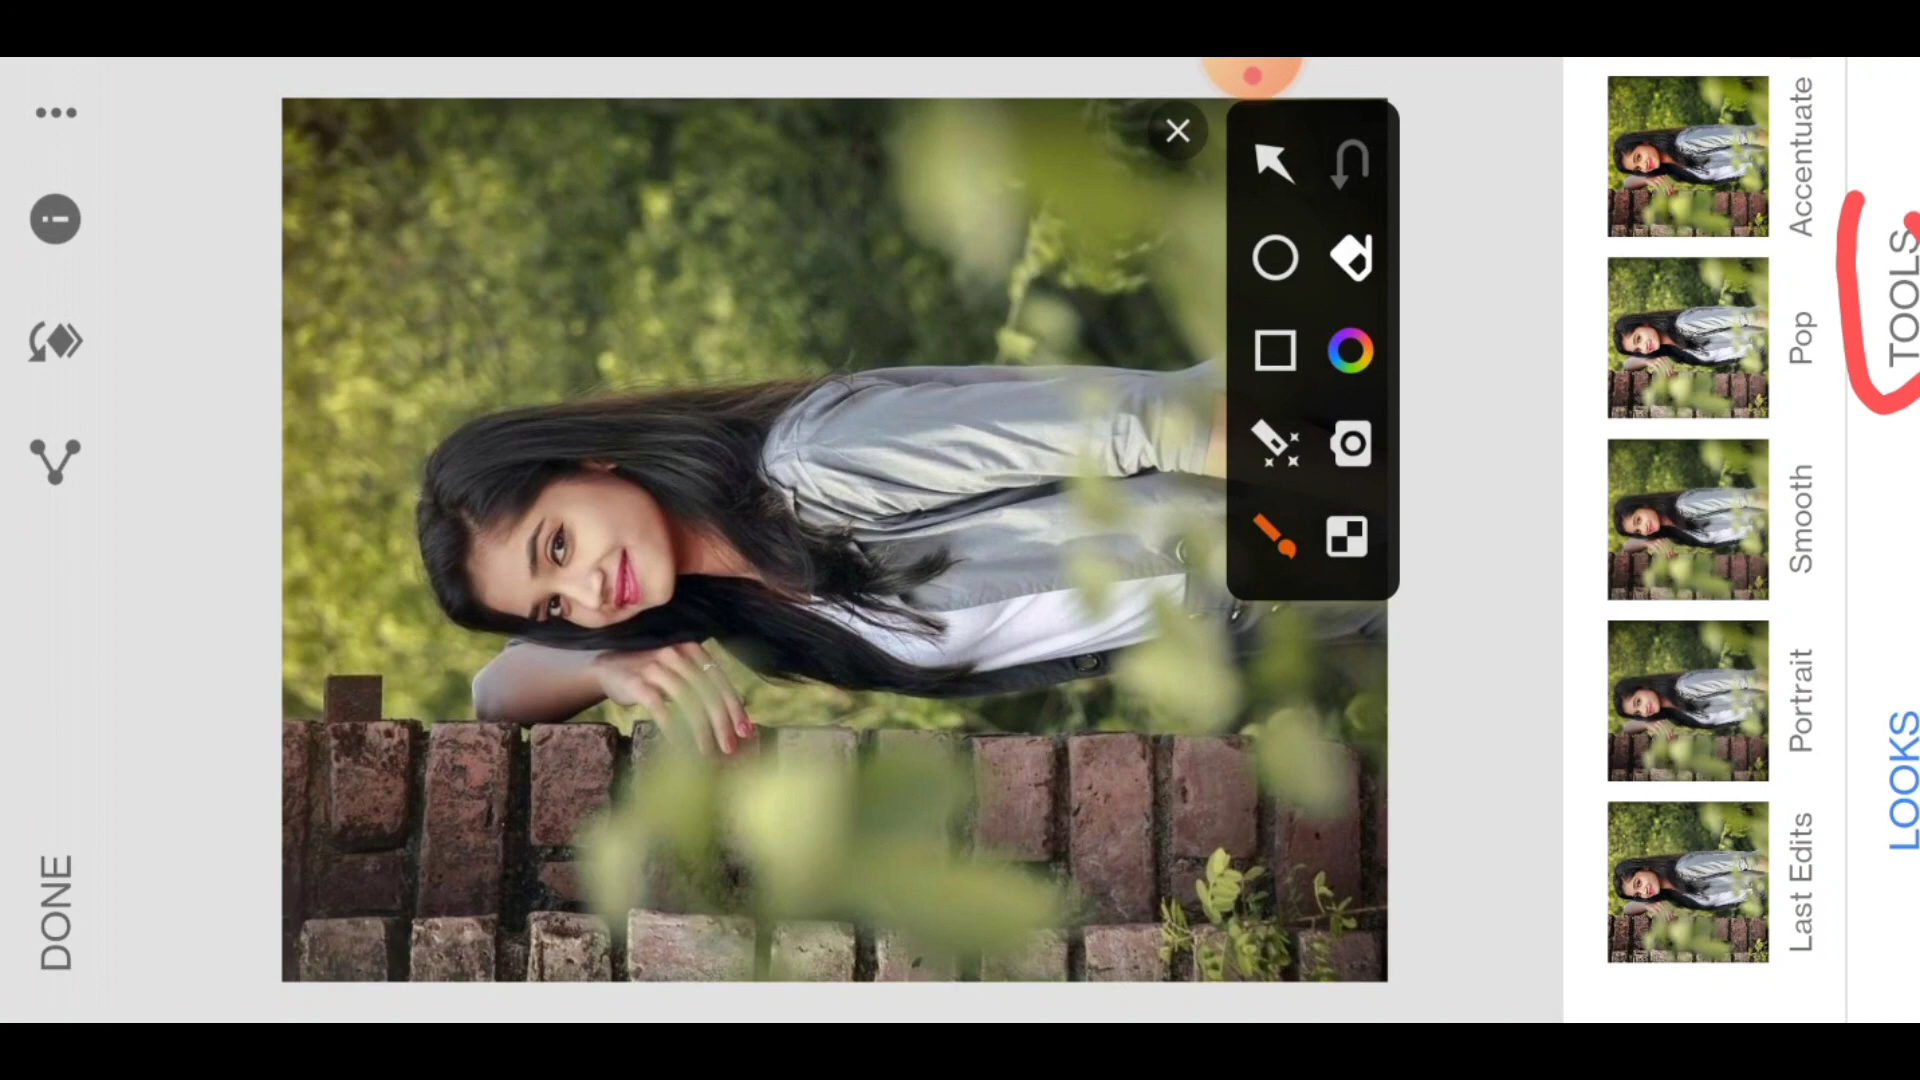 DONE
Last Edits
Portrait
Smooth
Pop
Accentuate
LOOKS
TOOLS